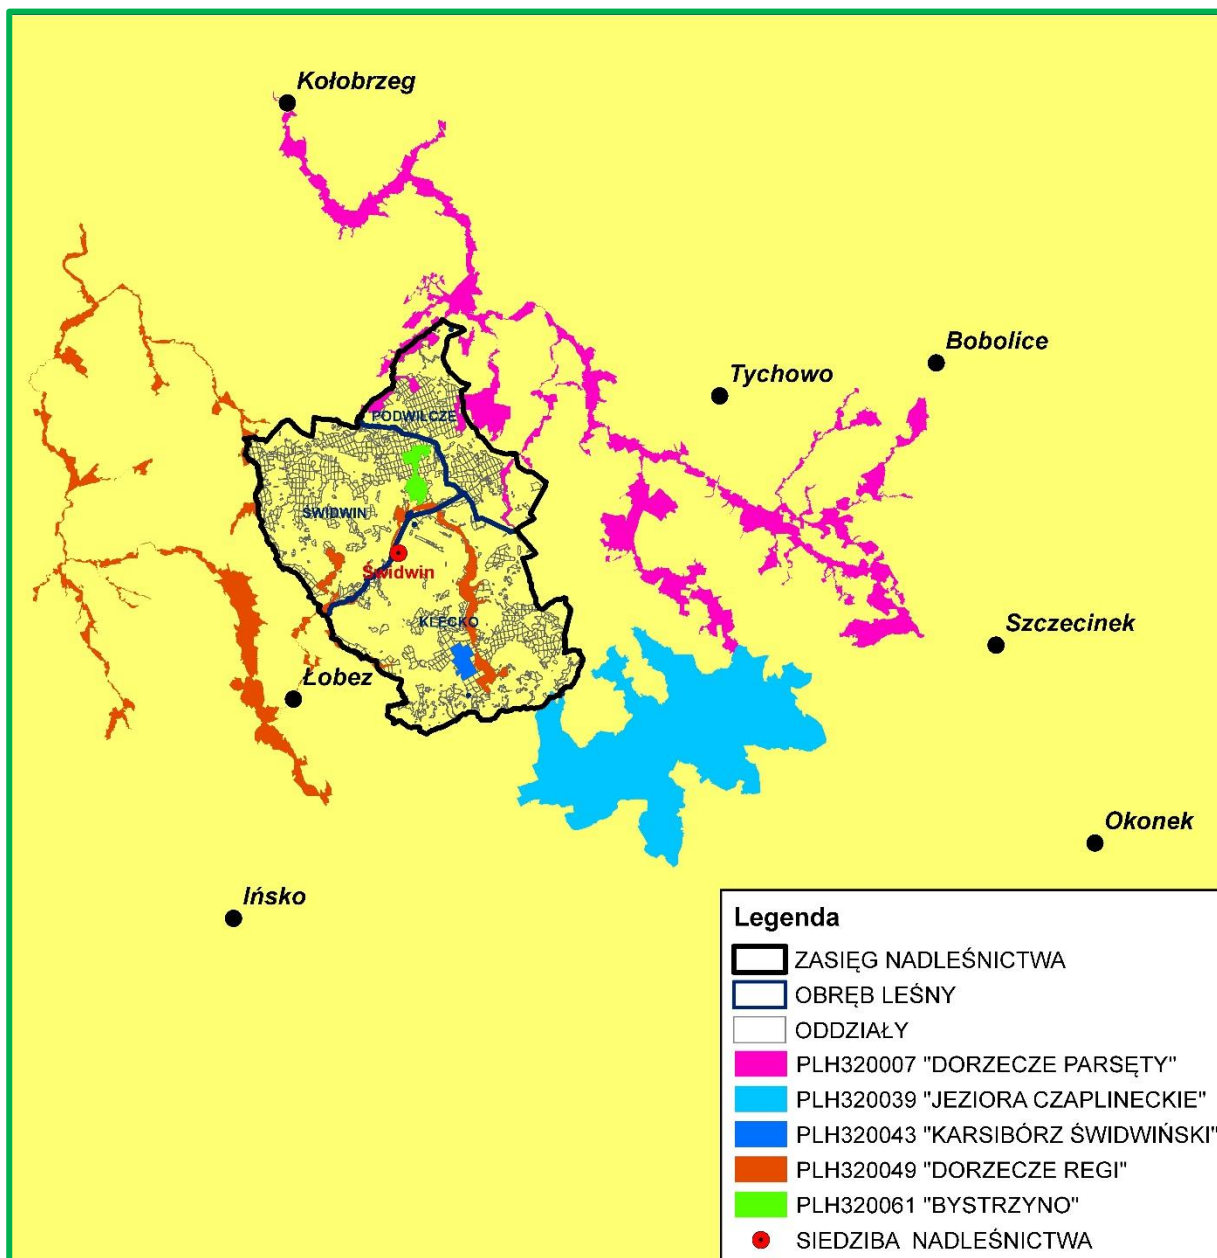 Kołobrzeg
Bobolice
Tychowo
PODWILCZE
ŚWIDWIN
Świdwin
KLĘCKO
Szczecinek
Łobez
Okonek
Ińsko
Legenda
ZASIĘG NADLEŚNICTWA
OBRĘB LEŚNY
ODDZIAŁY
PLH320007 "DORZECZE PARSĘTY"
PLH320039 "JEZIORA CZAPLINECKIE"
PLH320043 "KARSIBÓRZ ŚWIDWIŃSKI"
PLH320049 "DORZECZE REGI"
PLH320061 "BYSTRZYNO"
SIEDZIBA NADLEŚNICTWA